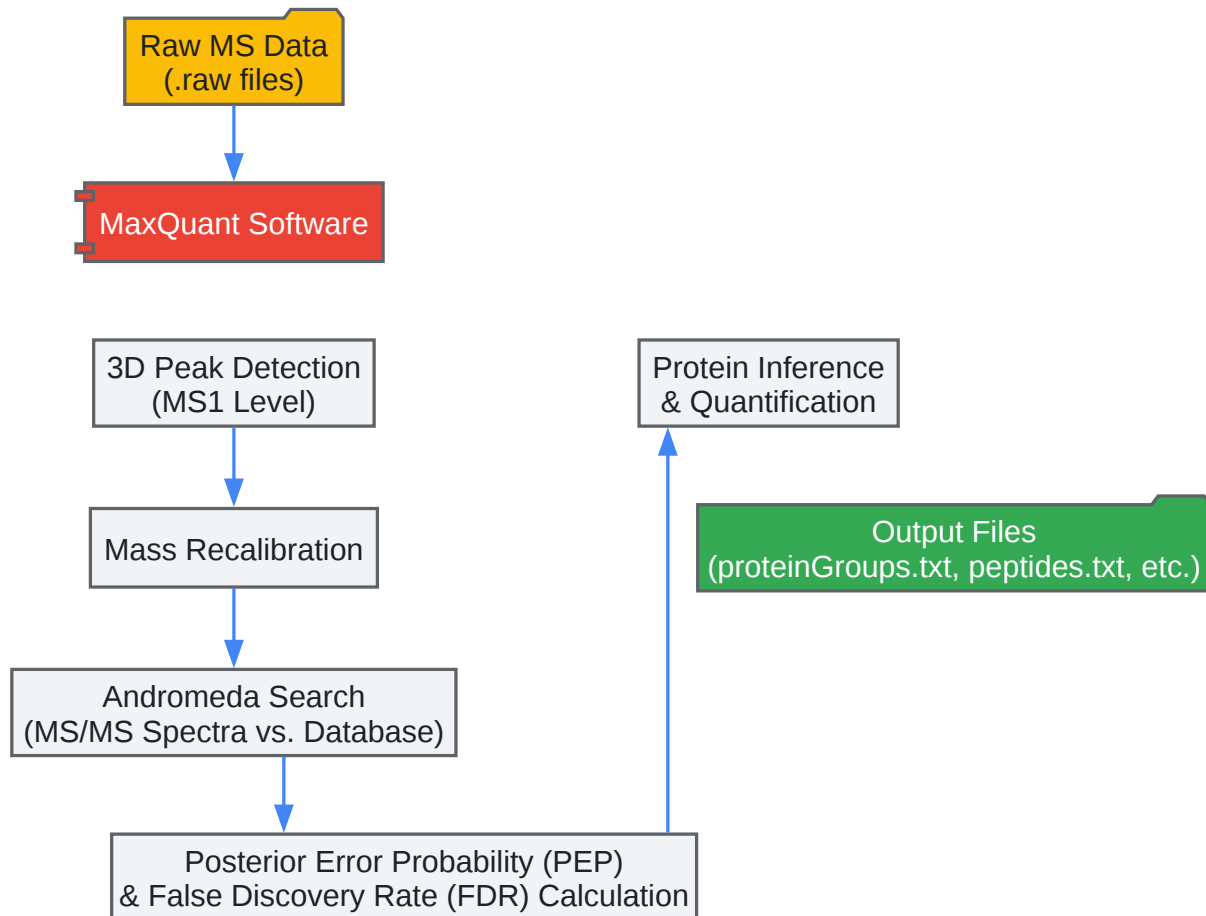 Raw MS Data
(.raw files)
MaxQuant Software
3D Peak Detection
(MS1 Level)
Protein Inference
& Quantification
Output Files
(proteinGroups.txt, peptides.txt, etc.)
Mass Recalibration
Andromeda Search
(MS/MS Spectra vs. Database)
Posterior Error Probability (PEP)
& False Discovery Rate (FDR) Calculation